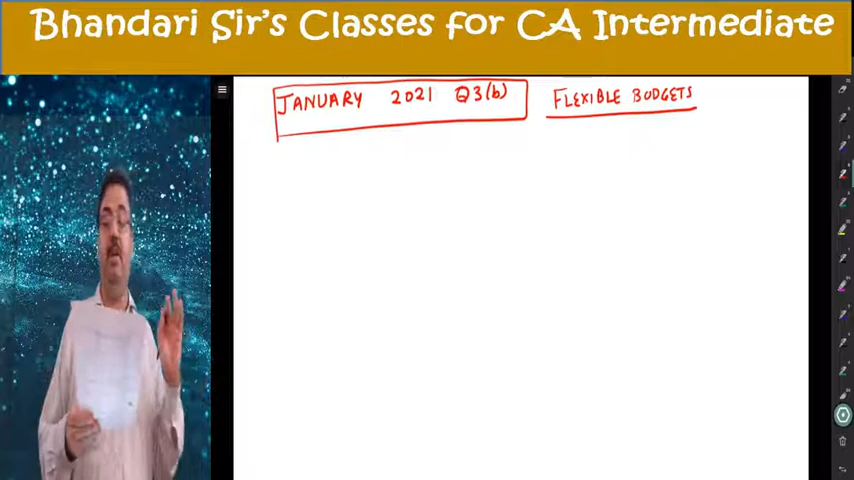 Bhandari Sir's Classes for CA Intermediate
JANUARY 2021 Q3(b) FLEXIBLE BUDGETS